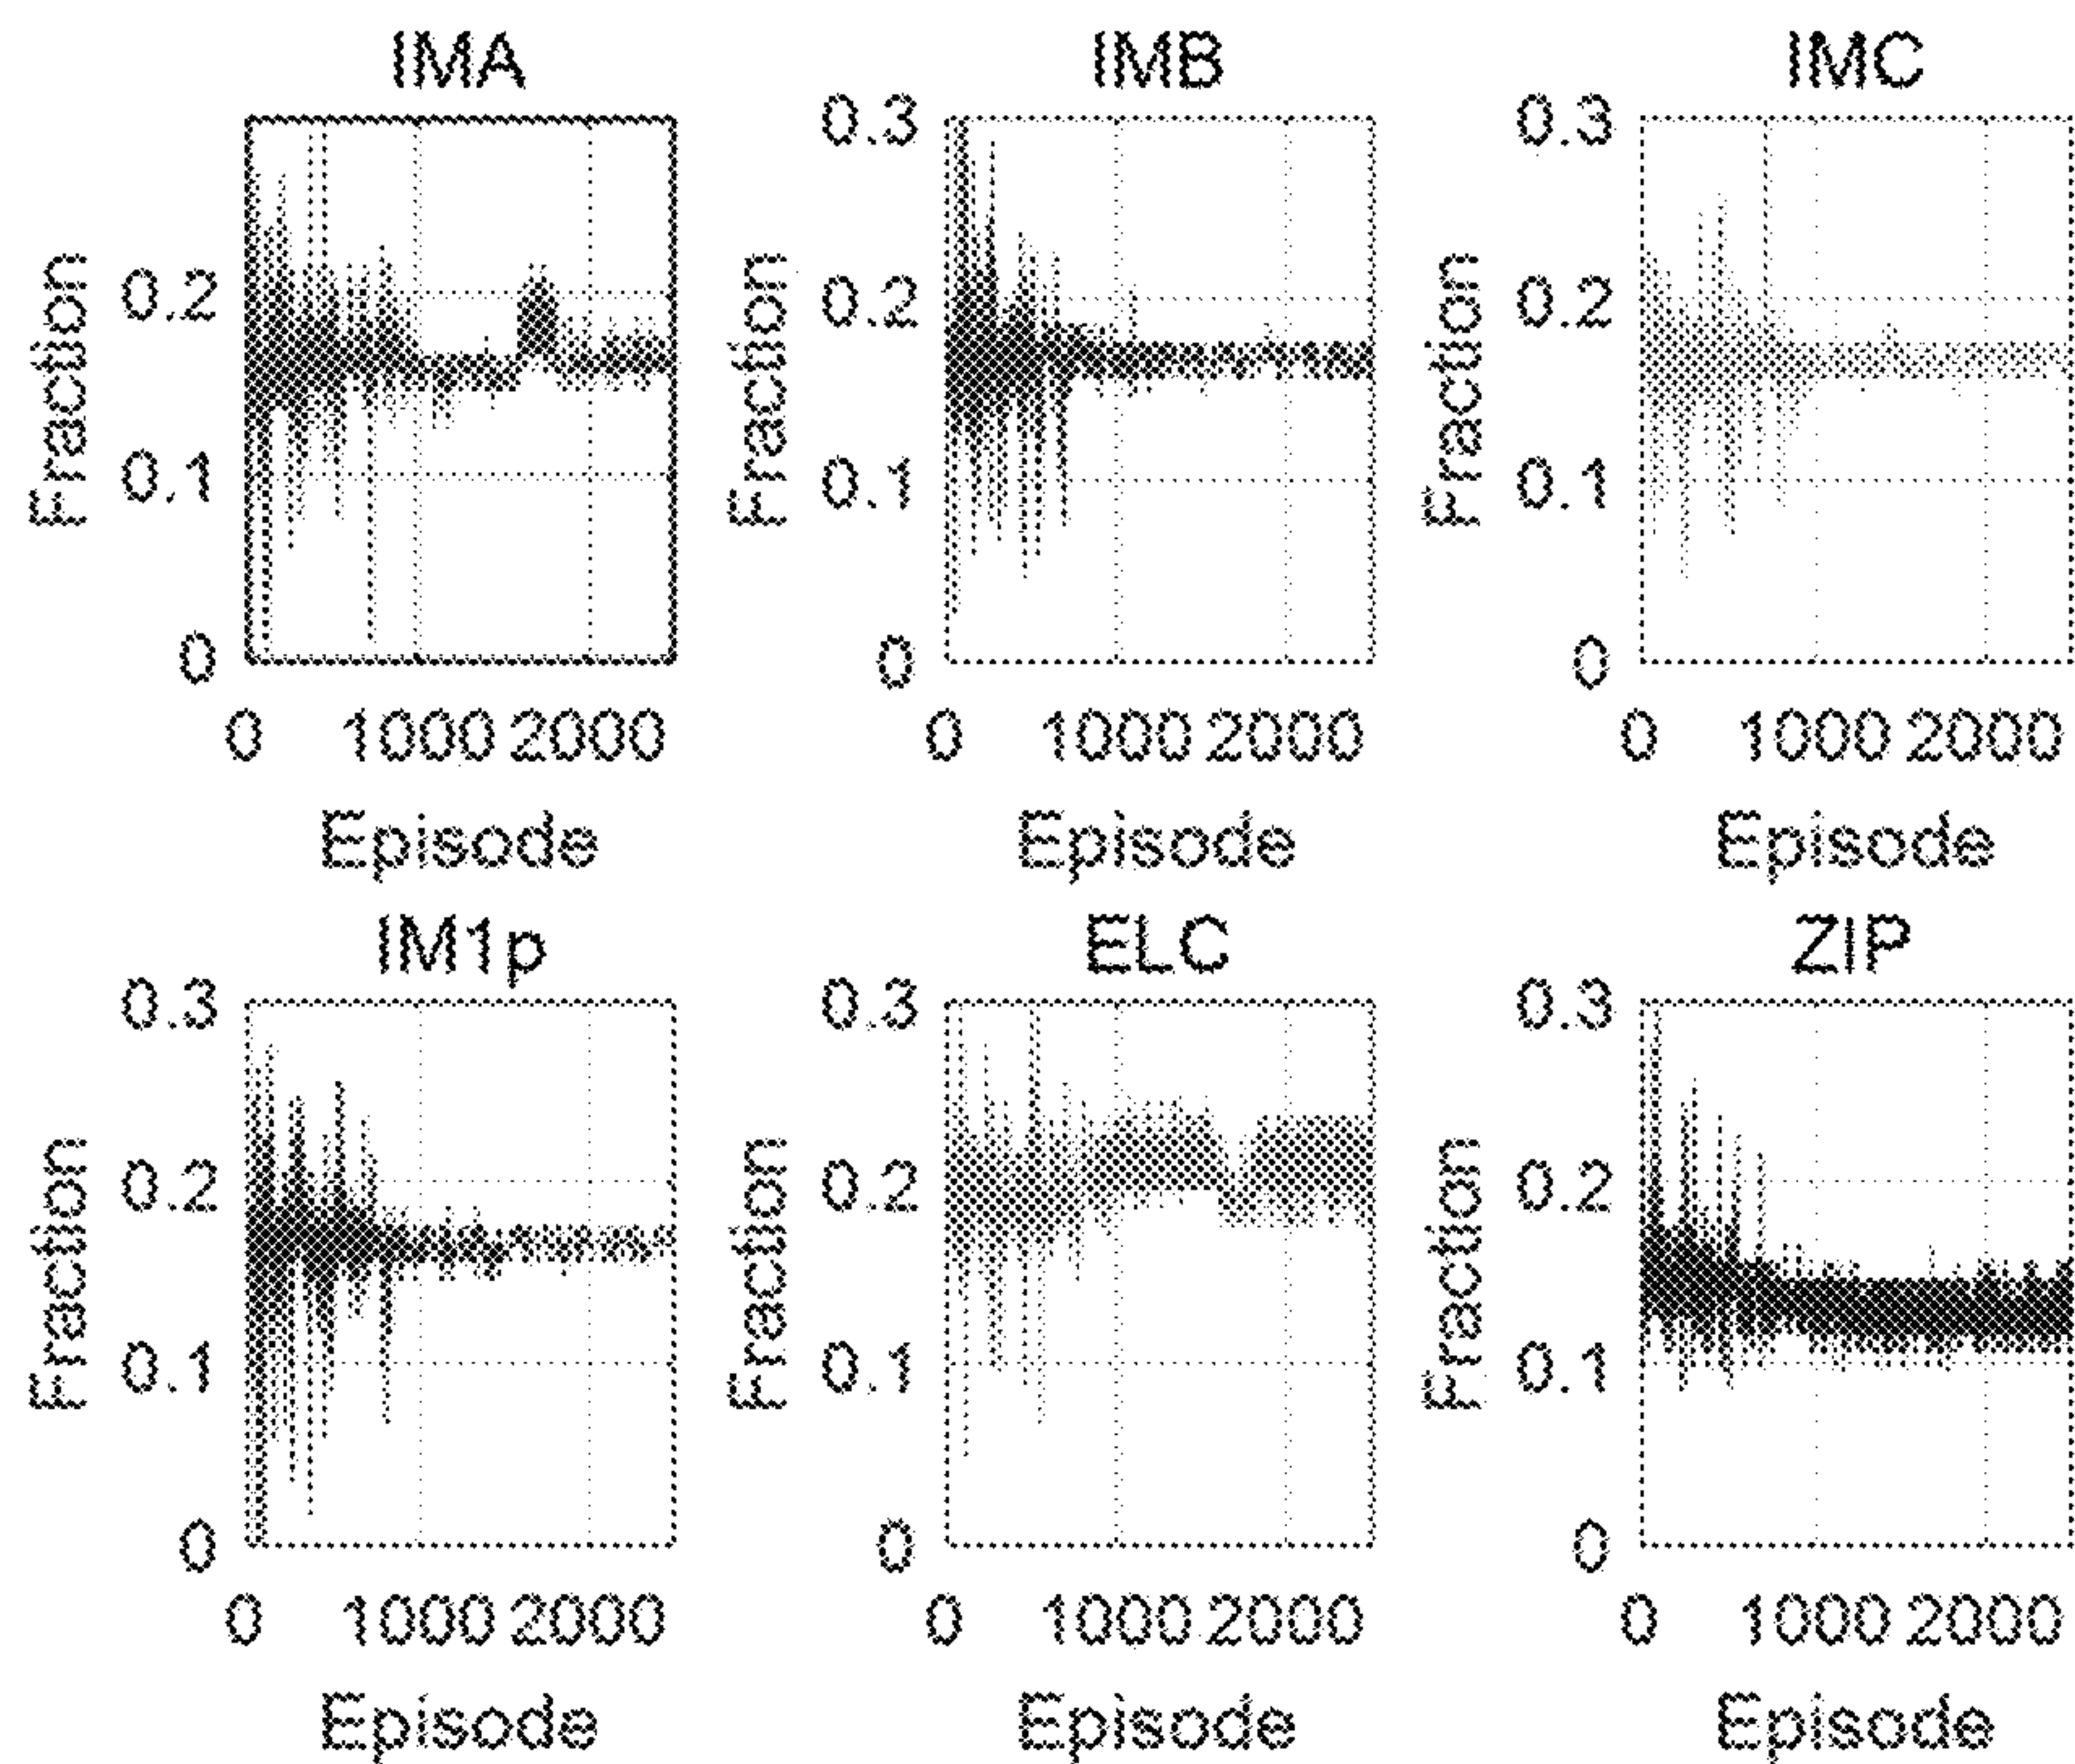 IMA IMB IMC
0.3 0.3
Fraction 0.2 Fraction 0.2 Fraction 0.2
0.1 0.1 0.1
0 0 0
0 1000 2000 0 1000 2000 0 1000 2000
Episode Episode Episode
IM1p ELC ZIP
0.3 0.3 0.3
Fraction 0.2 Fraction 0.2 Fraction 0.2
0.1 0.1 0.1
0 0 0
0 1000 2000 0 1000 2000 0 1000 2000
Episode Episode Episode